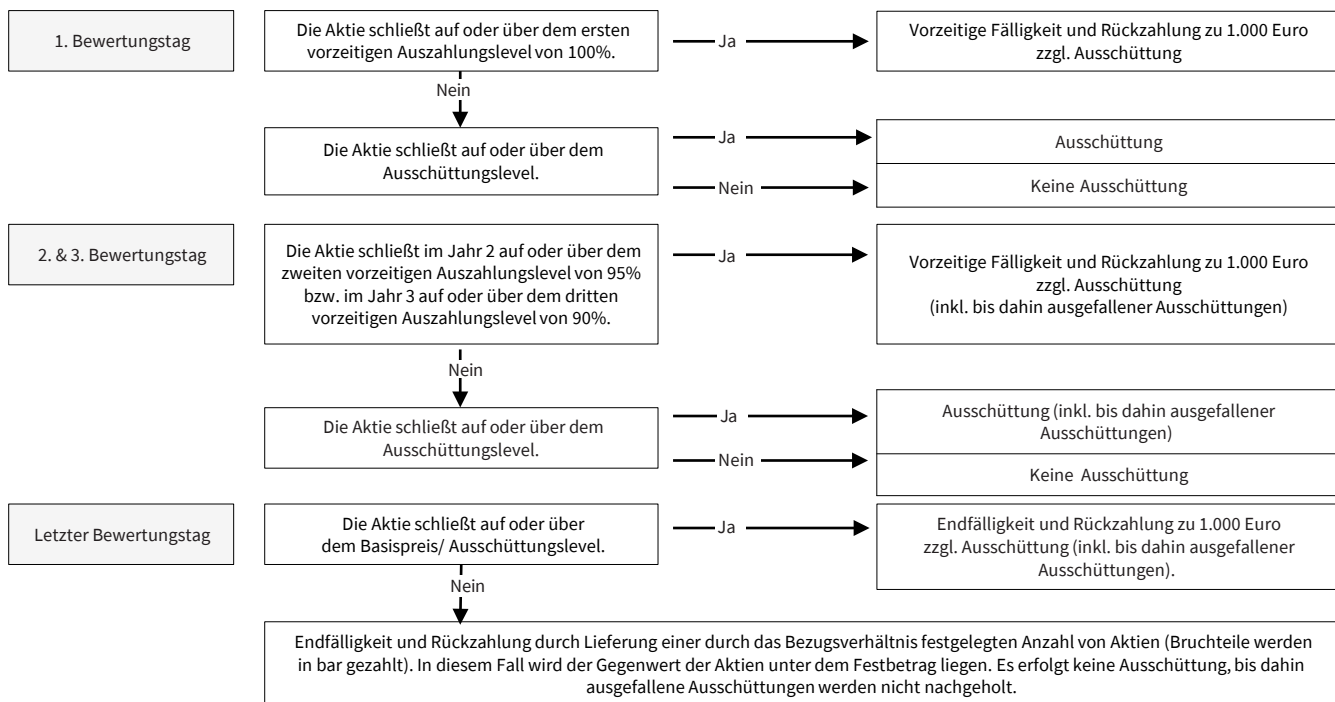 1. Bewertungstag
Die Aktie schließt auf oder über dem ersten
vorzeitigen Auszahlungslevel von 100%.
Ja
Vorzeitige Fälligkeit und Rückzahlung zu 1.000 Euro
zzgl. Ausschüttung
Nein
Die Aktie schließt auf oder über dem
Ausschüttungslevel.
Ja
Ausschüttung
Nein
Keine Ausschüttung
2. & 3. Bewertungstag
Die Aktie schließt im Jahr 2 auf oder über dem
zweiten vorzeitigen Auszahlungslevel von 95%
bzw. im Jahr 3 auf oder über dem dritten
vorzeitigen Auszahlungslevel von 90%.
Ja
Vorzeitige Fälligkeit und Rückzahlung zu 1.000 Euro
zzgl. Ausschüttung
(inkl. bis dahin ausgefallener Ausschüttungen)
Nein
Die Aktie schließt auf oder über dem
Ausschüttungslevel.
Ja
Ausschüttung (inkl. bis dahin ausgefallener
Ausschüttungen)
Nein
Keine Ausschüttung
Letzter Bewertungstag
Die Aktie schließt auf oder über
dem Basispreis/ Ausschüttungslevel.
Ja
Endfälligkeit und Rückzahlung zu 1.000 Euro
zzgl. Ausschüttung (inkl. bis dahin ausgefallener
Ausschüttungen).
Nein
Endfälligkeit und Rückzahlung durch Lieferung einer durch das Bezugsverhältnis festgelegten Anzahl von Aktien (Bruchteile werden
in bar gezahlt). In diesem Fall wird der Gegenwert der Aktien unter dem Festbetrag liegen. Es erfolgt keine Ausschüttung, bis dahin
ausgefallene Ausschüttungen werden nicht nachgeholt.